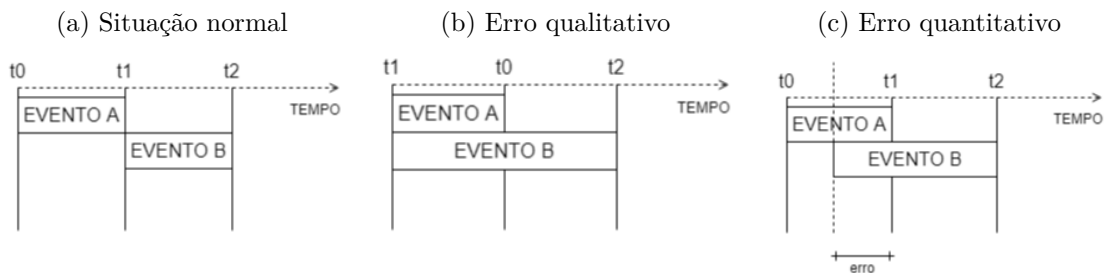 (a) Situação normal
t0 t1 t2
TEMPO
EVENTO A
EVENTO B
(b) Erro qualitativo
t1 t0 t2
TEMPO
EVENTO A
EVENTO B
(c) Erro quantitativo
t0 t1 t2
TEMPO
EVENTO A
EVENTO B
erro